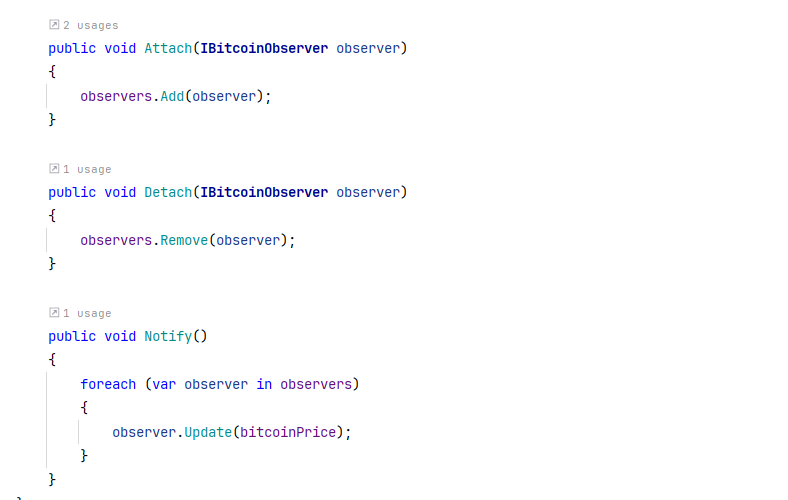 2 usages
public void Attach(IBitcoinObserver observer)
{
observers.Add(observer);
}
1 usage
public void Detach(IBitcoinObserver observer)
{
observers.Remove(observer);
}
1 usage
public void Notify()
{
foreach (var observer in observers)
{
observer.Update(bitcoinPrice);
}
}
}